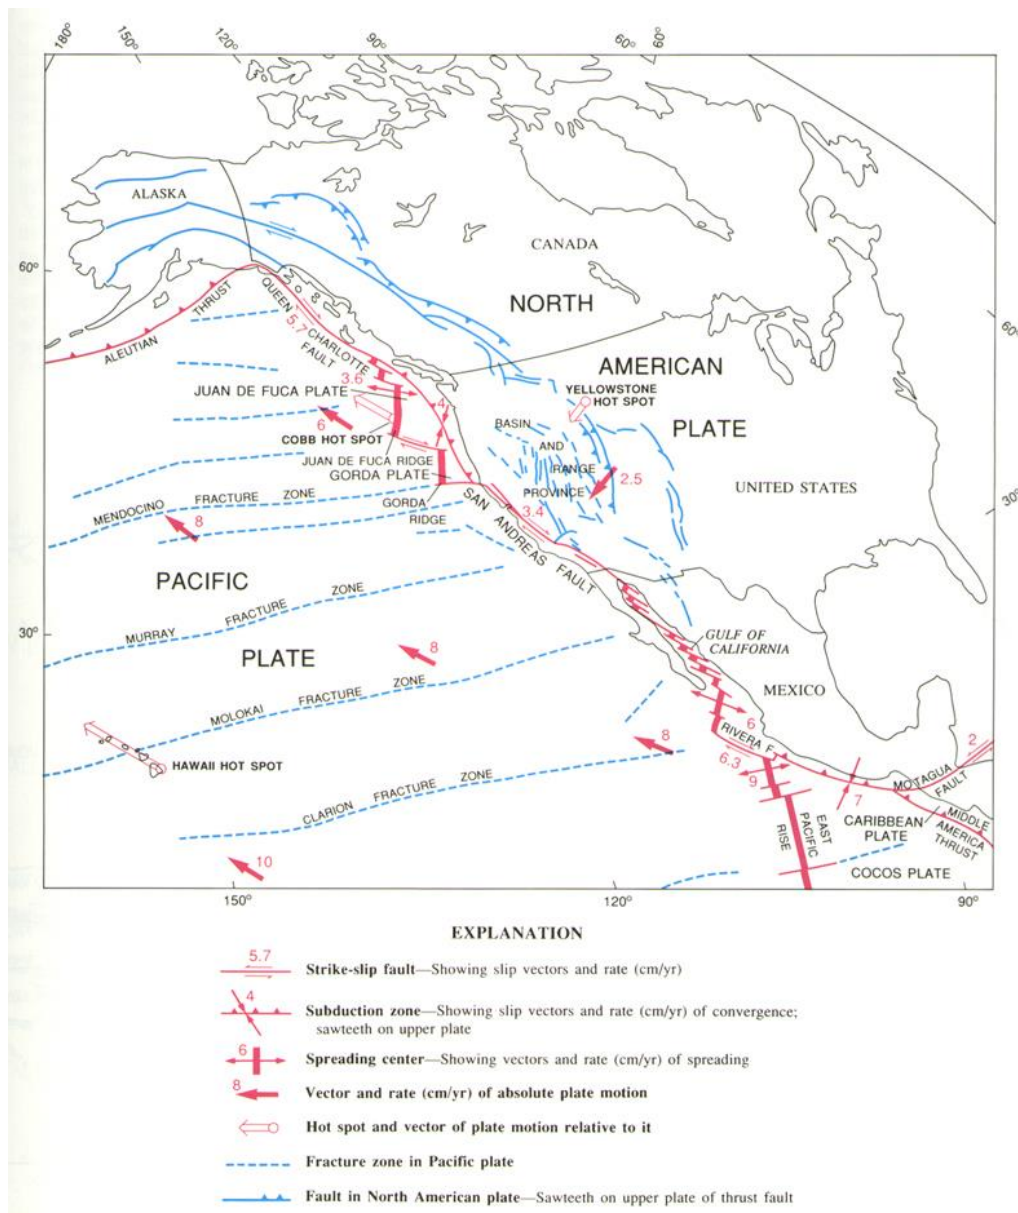 180°
150°
120°
90°
60°
60°
ALASKA
CANADA
60°
NORTH
60°
ALEUTIAN
THRUST
QUEEN
CHARLOTTE
FAULT
5.7
AMERICAN
3.6
JUAN DE FUCA PLATE
4
YELLOWSTONE
HOT SPOT
6
COBB HOT SPOT
BASIN
AND
RANGE
PROVINCE
PLATE
JUAN DE FUCA RIDGE
GORDA PLATE
2.5
UNITED STATES
30°
GORDA
RIDGE
MENDOCINO
FRACTURE
ZONE
8
3.4
SAN ANDREAS FAULT
PACIFIC
MURRAY
FRACTURE
ZONE
30°
PLATE
8
GULF OF
CALIFORNIA
MEXICO
MOLOKAI
FRACTURE
ZONE
6
HAWAII HOT SPOT
8
RIVERA F.
2
6.3
9
7
MOTAGUA
FAULT
CLARION
FRACTURE
ZONE
EAST
PACIFIC
RISE
CARIBBEAN
PLATE
MIDDLE
AMERICA
THRUST
10
COCOS PLATE
150°
120°
90°
EXPLANATION
5.7
Strike-slip fault—Showing slip vectors and rate (cm/yr)
4
Subduction zone—Showing slip vectors and rate (cm/yr) of convergence;
sawteeth on upper plate
6
Spreading center—Showing vectors and rate (cm/yr) of spreading
8
Vector and rate (cm/yr) of absolute plate motion
Hot spot and vector of plate motion relative to it
Fracture zone in Pacific plate
Fault in North American plate—Sawteeth on upper plate of thrust fault